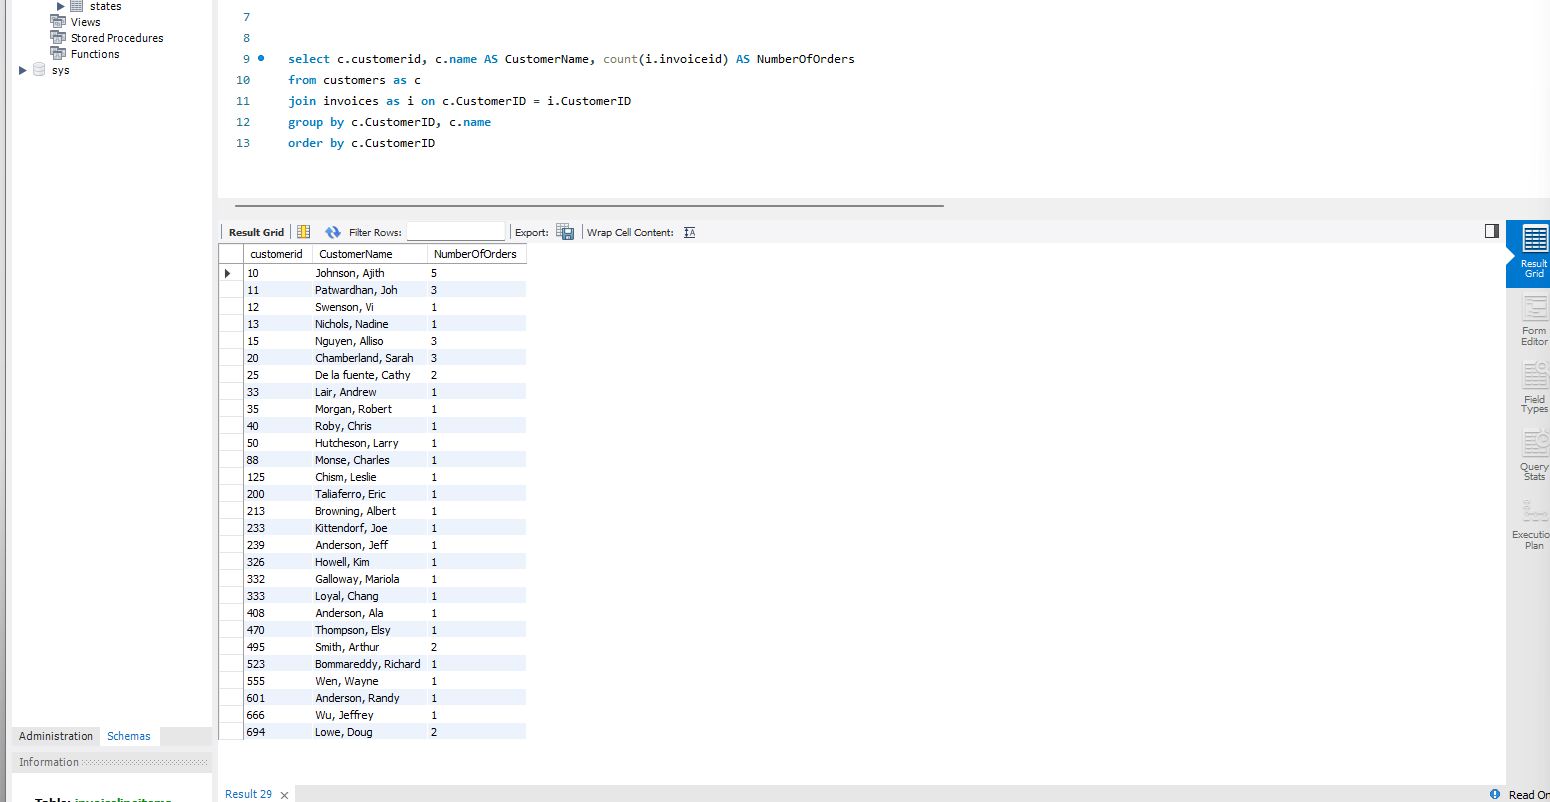 states
Views
Stored Procedures
Functions
sys
7
8
9 select c.customerid, c.name AS CustomerName, count(i.invoiceid) AS NumberOfOrders
10 from customers as c
11 join invoices as i on c.CustomerID = i.CustomerID
12 group by c.CustomerID, c.name
13 order by c.CustomerID
Result Grid Filter Rows: Export: Wrap Cell Content: IA
customerid CustomerName NumberOfOrders
10 Johnson, Ajith 5
11 Patwardhan, Joh 3
12 Swenson, Vi 1
13 Nichols, Nadine 1
15 Nguyen, Alliso 3
20 Chamberland, Sarah 3
25 De la fuente, Cathy 2
33 Lair, Andrew 1
35 Morgan, Robert 1
40 Roby, Chris 1
50 Hutcheson, Larry 1
88 Monse, Charles 1
125 Chism, Leslie 1
200 Taliaferro, Eric 1
213 Browning, Albert 1
233 Kittendorf, Joe 1
239 Anderson, Jeff 1
326 Howell, Kim 1
332 Galloway, Mariola 1
333 Loyal, Chang 1
408 Anderson, Ala 1
470 Thompson, Elsy 1
495 Smith, Arthur 2
523 Bommareddy, Richard 1
555 Wen, Wayne 1
601 Anderson, Randy 1
666 Wu, Jeffrey 1
694 Lowe, Doug 2
Result
Grid
Form
Editor
Field
Types
Query
Stats
Executio
Plan
Administration Schemas
Information
Table: invoicelineitems
Result 29
Read On